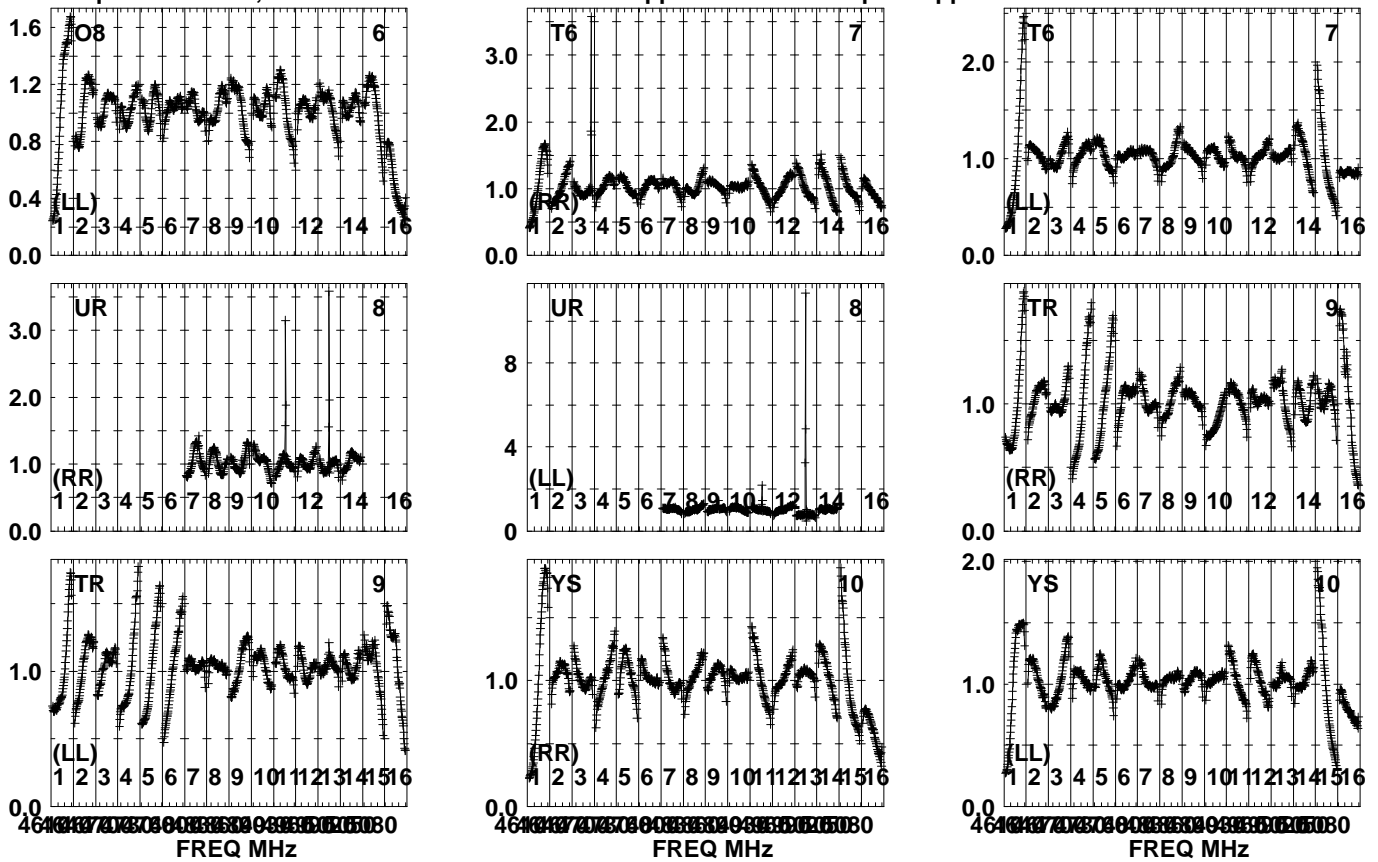 1.6 O8 6
1.2
0.8
0.4 (LL)
1 2 3 4 5 6 7 8 9 10 12 14 16
0.0
T6 7
3.0
2.0
1.0
(RR)
1 2 3 4 5 6 7 8 9 10 12 14 16
0.0
T6 7
2.0
1.0
(LL)
1 2 3 4 5 6 7 8 9 10 12 14 16
0.0
UR 8
3.0
2.0
1.0
(RR)
1 2 3 4 5 6 7 8 9 10 12 14 16
0.0
UR 8
8
4
(LL)
1 2 3 4 5 6 7 8 9 10 12 14 16
0
TR 9
1.0
(RR)
1 2 3 4 5 6 7 8 9 10 12 14 16
0.0
TR 9
1.0
(LL)
1 2 3 4 5 6 7 8 9 10 11 12 13 14 15 16
0.0
FREQ MHz
YS 10
1.0
(RR)
1 2 3 4 5 6 7 8 9 10 11 12 13 14 15 16
0.0
FREQ MHz
2.0 YS 10
1.0
(LL)
1 2 3 4 5 6 7 8 9 10 11 12 13 14 15 16
0.0
FREQ MHz